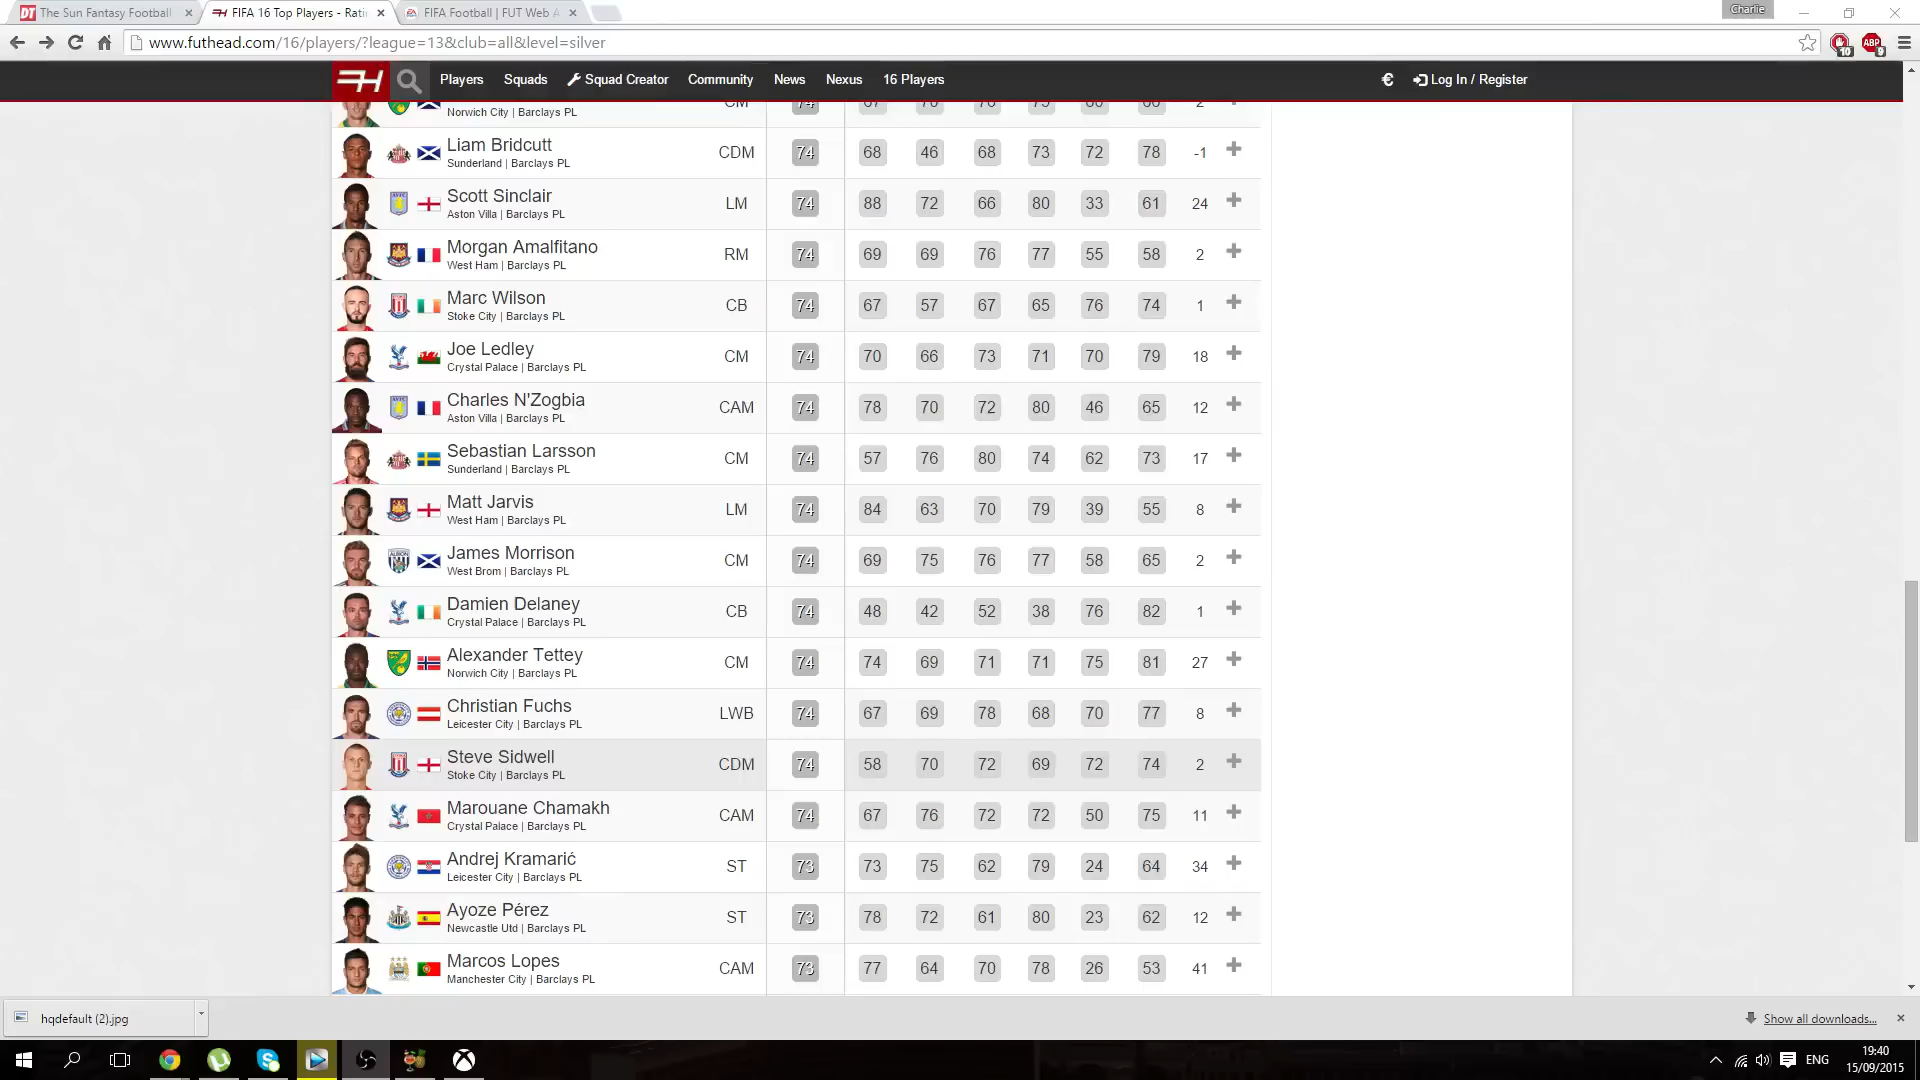 The Sun Fantasy Football
FIFA 16 Top Players - Rati
FIFA Football | FUT Web A
Charlie
www.futhead.com/16/players/?league=13&club=all&level=silver
10
ABP
9
FH
Players
Squads
Squad Creator
Community
News
Nexus
16 Players
€
Log In / Register
CM 74 67 70 76 75 60 66 2
Norwich City | Barclays PL
Liam Bridcutt
Sunderland | Barclays PL
CDM 74 68 46 68 73 72 78 -1
Scott Sinclair
Aston Villa | Barclays PL
LM 74 88 72 66 80 33 61 24
Morgan Amalfitano
West Ham | Barclays PL
RM 74 69 69 76 77 55 58 2
Marc Wilson
Stoke City | Barclays PL
CB 74 67 57 67 65 76 74 1
Joe Ledley
Crystal Palace | Barclays PL
CM 74 70 66 73 71 70 79 18
Charles N'Zogbia
Aston Villa | Barclays PL
CAM 74 78 70 72 80 46 65 12
Sebastian Larsson
Sunderland | Barclays PL
CM 74 57 76 80 74 62 73 17
Matt Jarvis
West Ham | Barclays PL
LM 74 84 63 70 79 39 55 8
James Morrison
West Brom | Barclays PL
CM 74 69 75 76 77 58 65 2
Damien Delaney
Crystal Palace | Barclays PL
CB 74 48 42 52 38 76 82 1
Alexander Tettey
Norwich City | Barclays PL
CM 74 74 69 71 71 75 81 27
Christian Fuchs
Leicester City | Barclays PL
LWB 74 67 69 78 68 70 77 8
Steve Sidwell
Stoke City | Barclays PL
CDM 74 58 70 72 69 72 74 2
Marouane Chamakh
Crystal Palace | Barclays PL
CAM 74 67 76 72 72 50 75 11
Andrej Kramarić
Leicester City | Barclays PL
ST 73 73 75 62 79 24 64 34
Ayoze Pérez
Newcastle Utd | Barclays PL
ST 73 78 72 61 80 23 62 12
Marcos Lopes
Manchester City | Barclays PL
CAM 73 77 64 70 78 26 53 41
hqdefault (2).jpg
Show all downloads...
ENG
19:40
15/09/2015